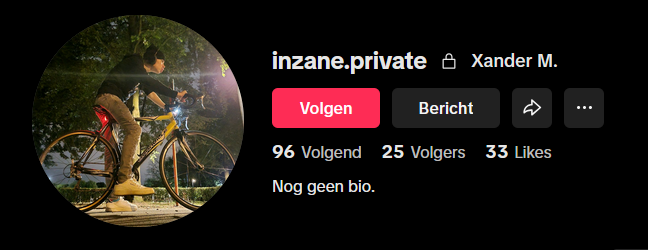 inzane.private Xander M.
Volgen Bericht
96 Volgend 25 Volgers 33 Likes
Nog geen bio.